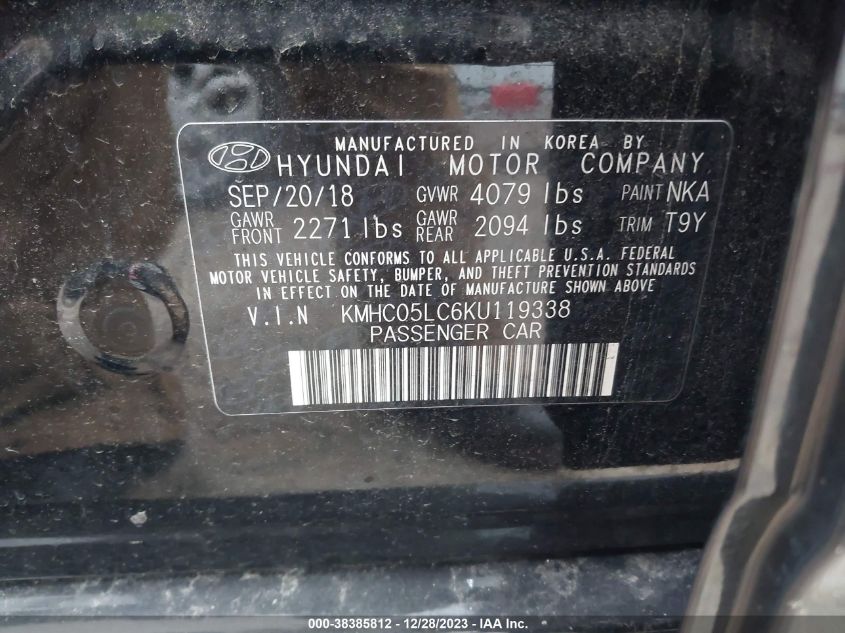 MANUFACTURED IN KOREA BY
HYUNDAI MOTOR COMPANY
SEP/20/18 GVWR 4079 lbs PAINT NKA
GAWR FRONT 2271 lbs GAWR REAR 2094 lbs TRIM T9Y
THIS VEHICLE CONFORMS TO ALL APPLICABLE U.S.A. FEDERAL
MOTOR VEHICLE SAFETY, BUMPER, AND THEFT PREVENTION STANDARDS
IN EFFECT ON THE DATE OF MANUFACTURE SHOWN ABOVE
V.I.N KMHC05LC6KU119338
PASSENGER CAR
000-38385812 - 12/28/2023 - IAA Inc.